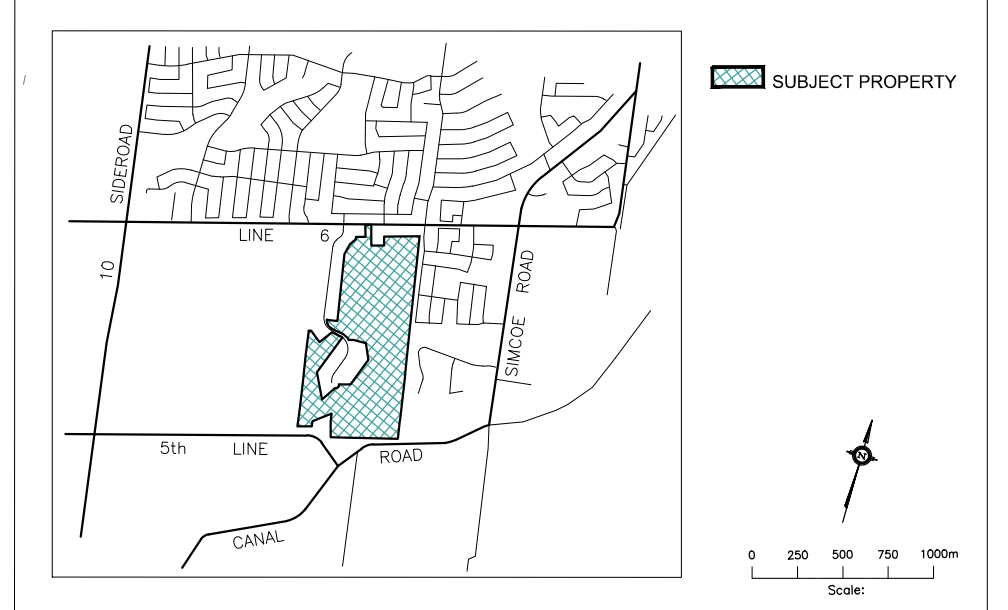 SUBJECT PROPERTY
SIDEROAD
10
LINE 6
SIMCOE ROAD
5th LINE
CANAL ROAD
N
0 250 500 750 1000m
Scale: